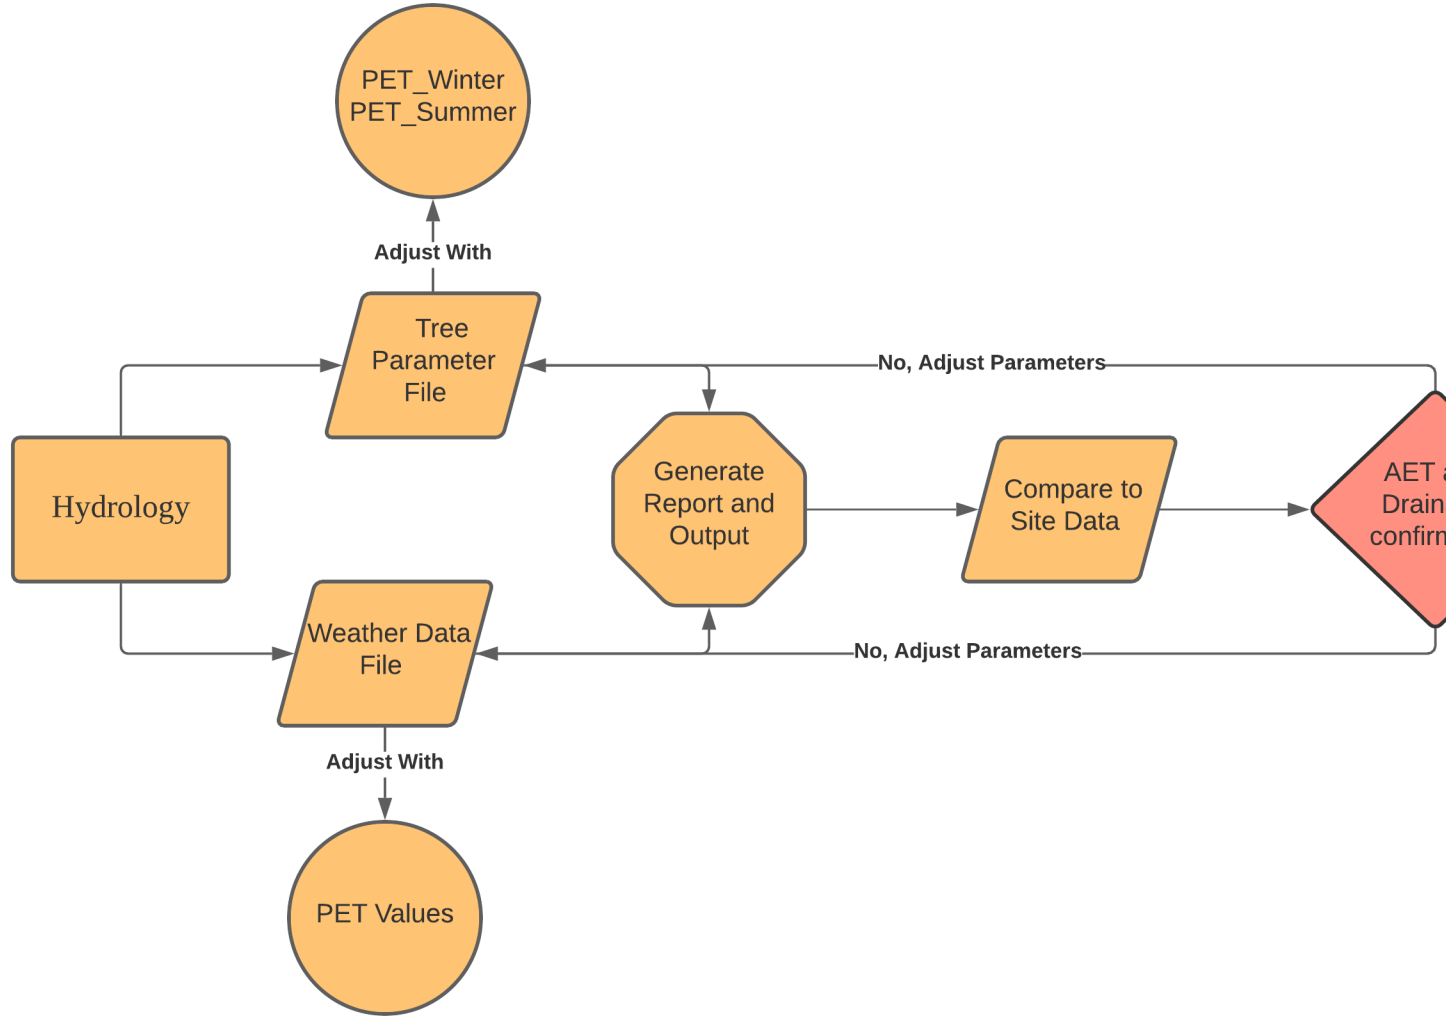 PET_Winter
PET_Summer
Adjust With
Tree
Parameter
File
No, Adjust Parameters
Hydrology
Generate
Report and
Output
Compare to
Site Data
AET
Weather Data
File
No, Adjust Parameters
Adjust With
PET Values